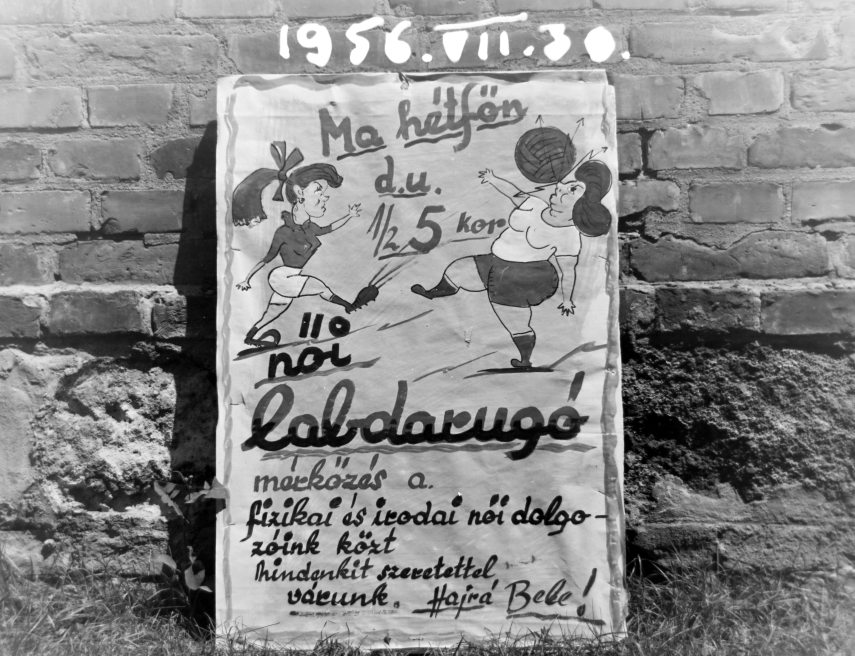 1956.VII.30.
Ma hétfőn
d.u.
1/2 5 kor
női
labdarugó
mérkőzés a.
fizikai és irodai női dolgo-
zóink közt
Mindenkit szeretettel
várunk. Hajrá Bele!